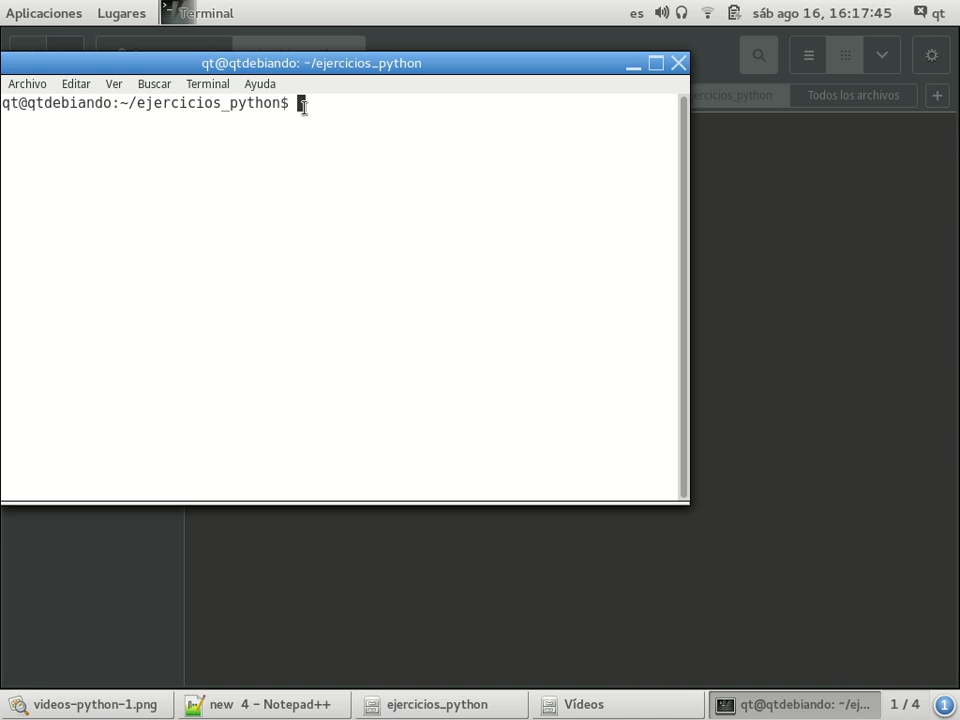 Aplicaciones Lugares Terminal es sáb ago 16, 16:17:45 qt
qt@qtdebiando: ~/ejercicios_python
Archivo Editar Ver Buscar Terminal Ayuda
qt@qtdebiando:~/ejercicios_python$
ercicios_python Todos los archivos
videos-python-1.png new 4 - Notepad++ ejercicios_python Vídeos qt@qtdebiando: ~/ej... 1 / 4 1